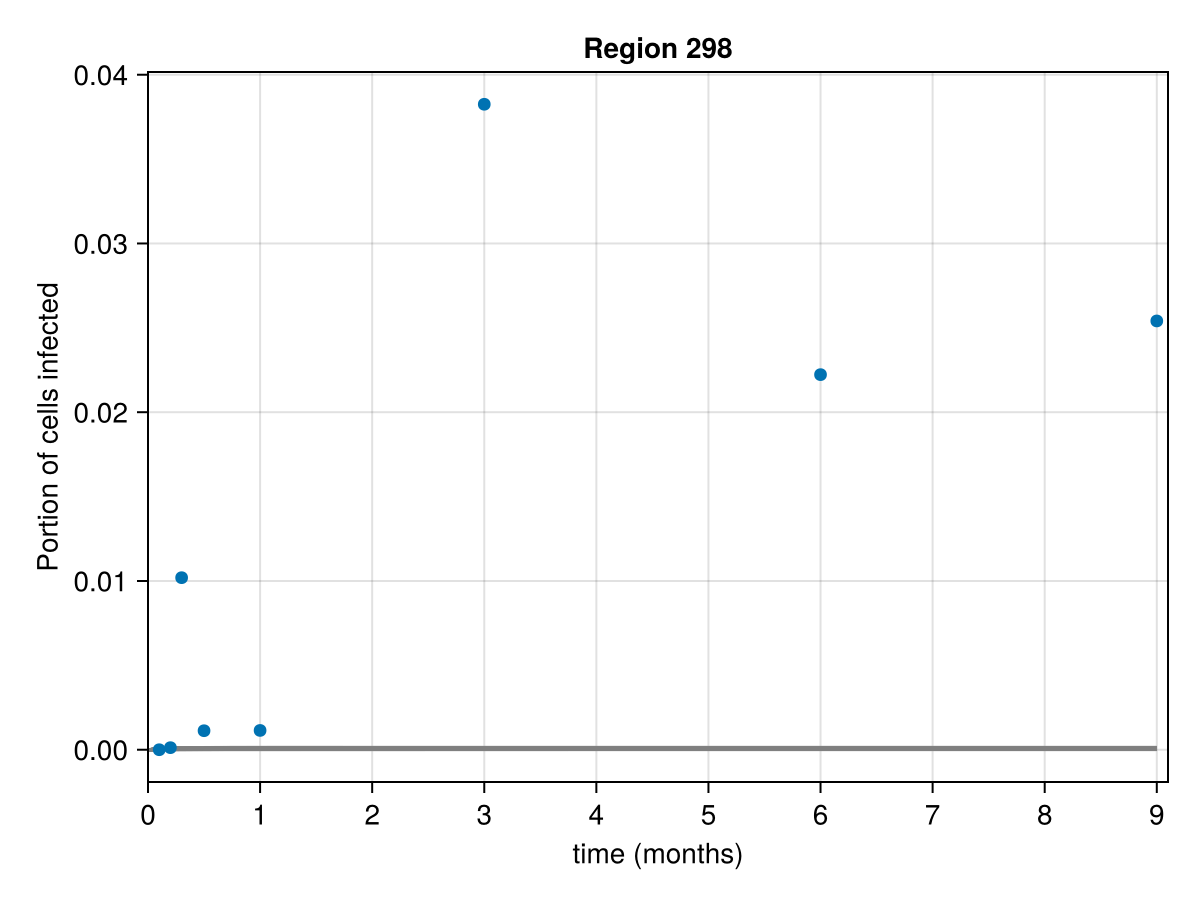 Region 298
0.04
0.03
0.02
0.01
0.00
Portion of cells infected
0 1 2 3 4 5 6 7 8 9
time (months)